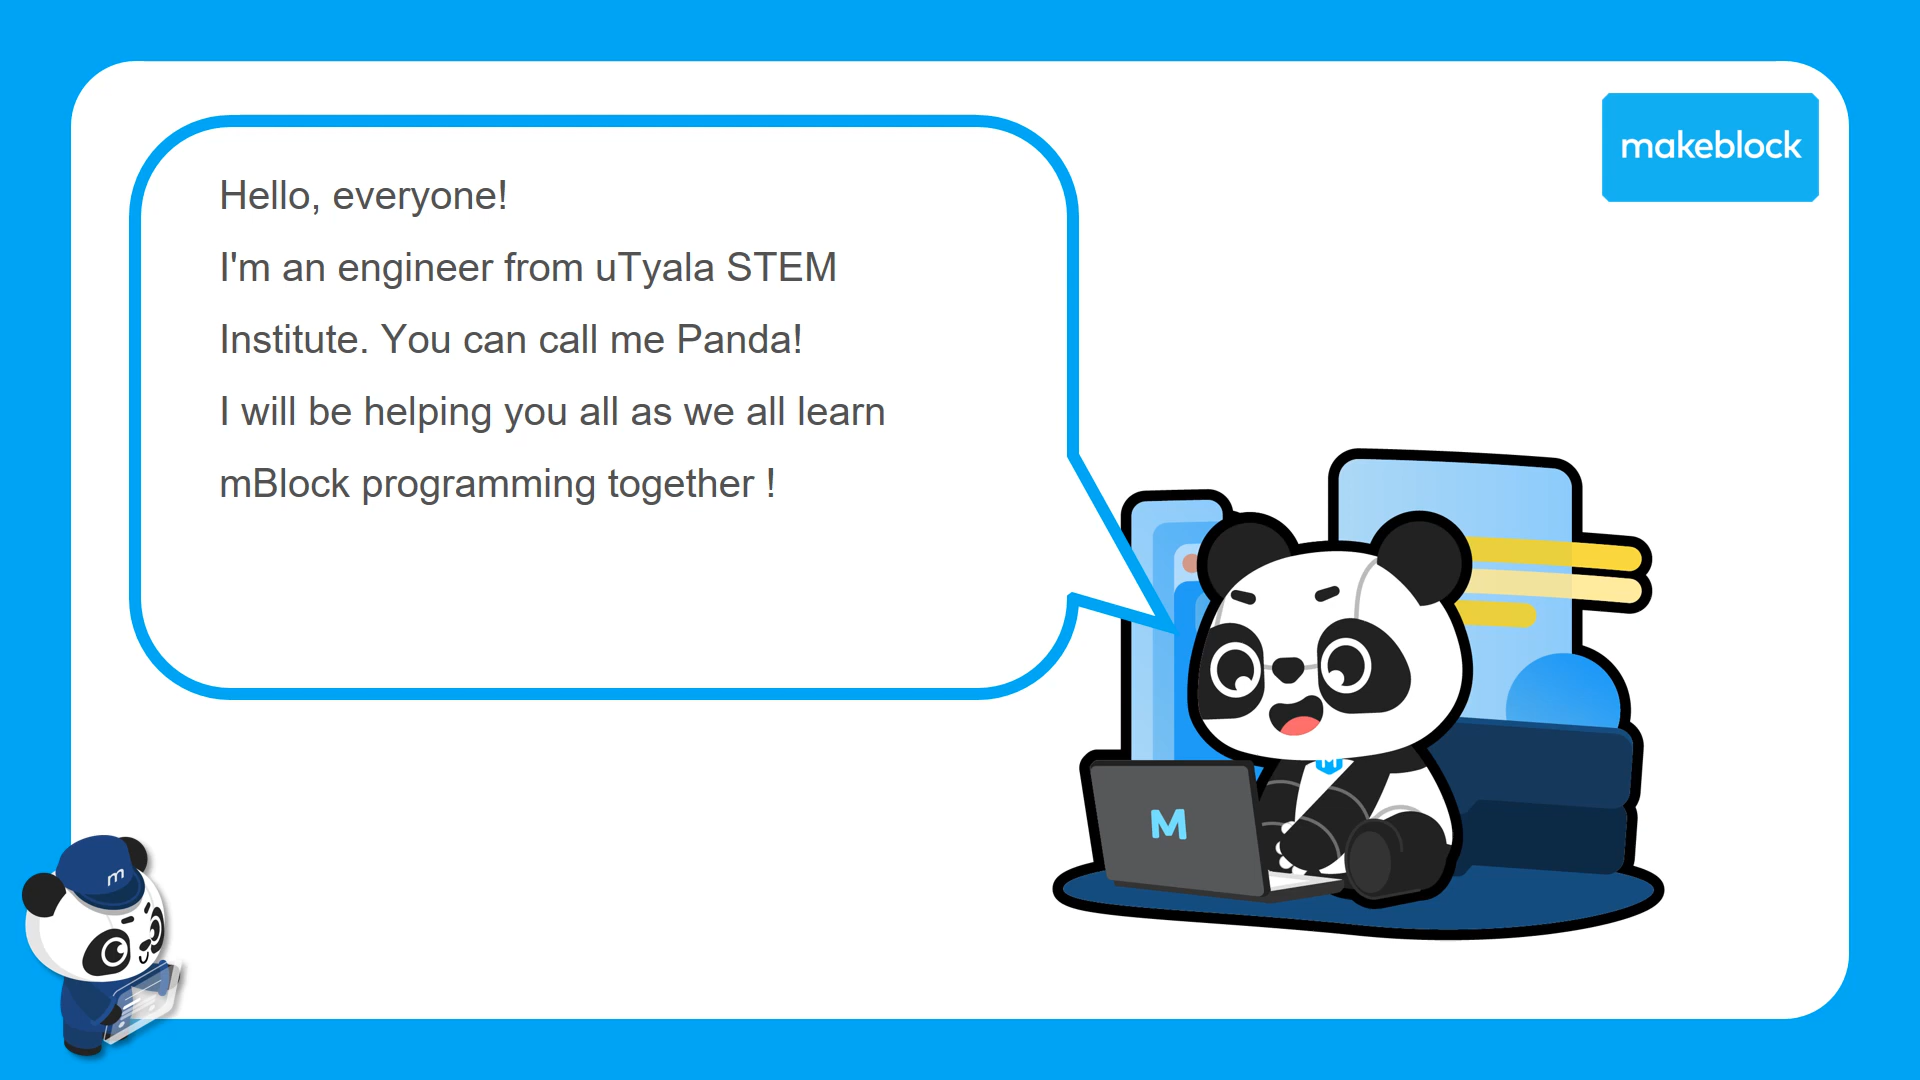 makeblock
Hello, everyone!
I'm an engineer from uTyala STEM
Institute. You can call me Panda!
I will be helping you all as we all learn
mBlock programming together !
M
M
m